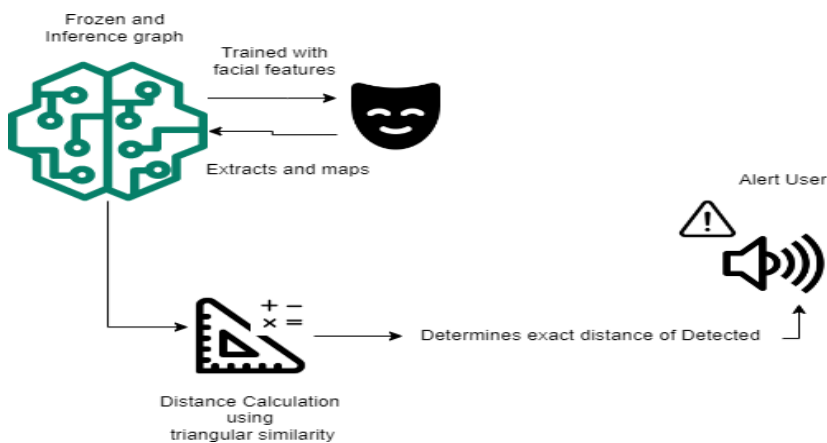 Frozen and
Inference graph
Trained with
facial features
Extracts and maps
Alert User
+ −
× =
Determines exact distance of Detected
Distance Calculation
using
triangular similarity